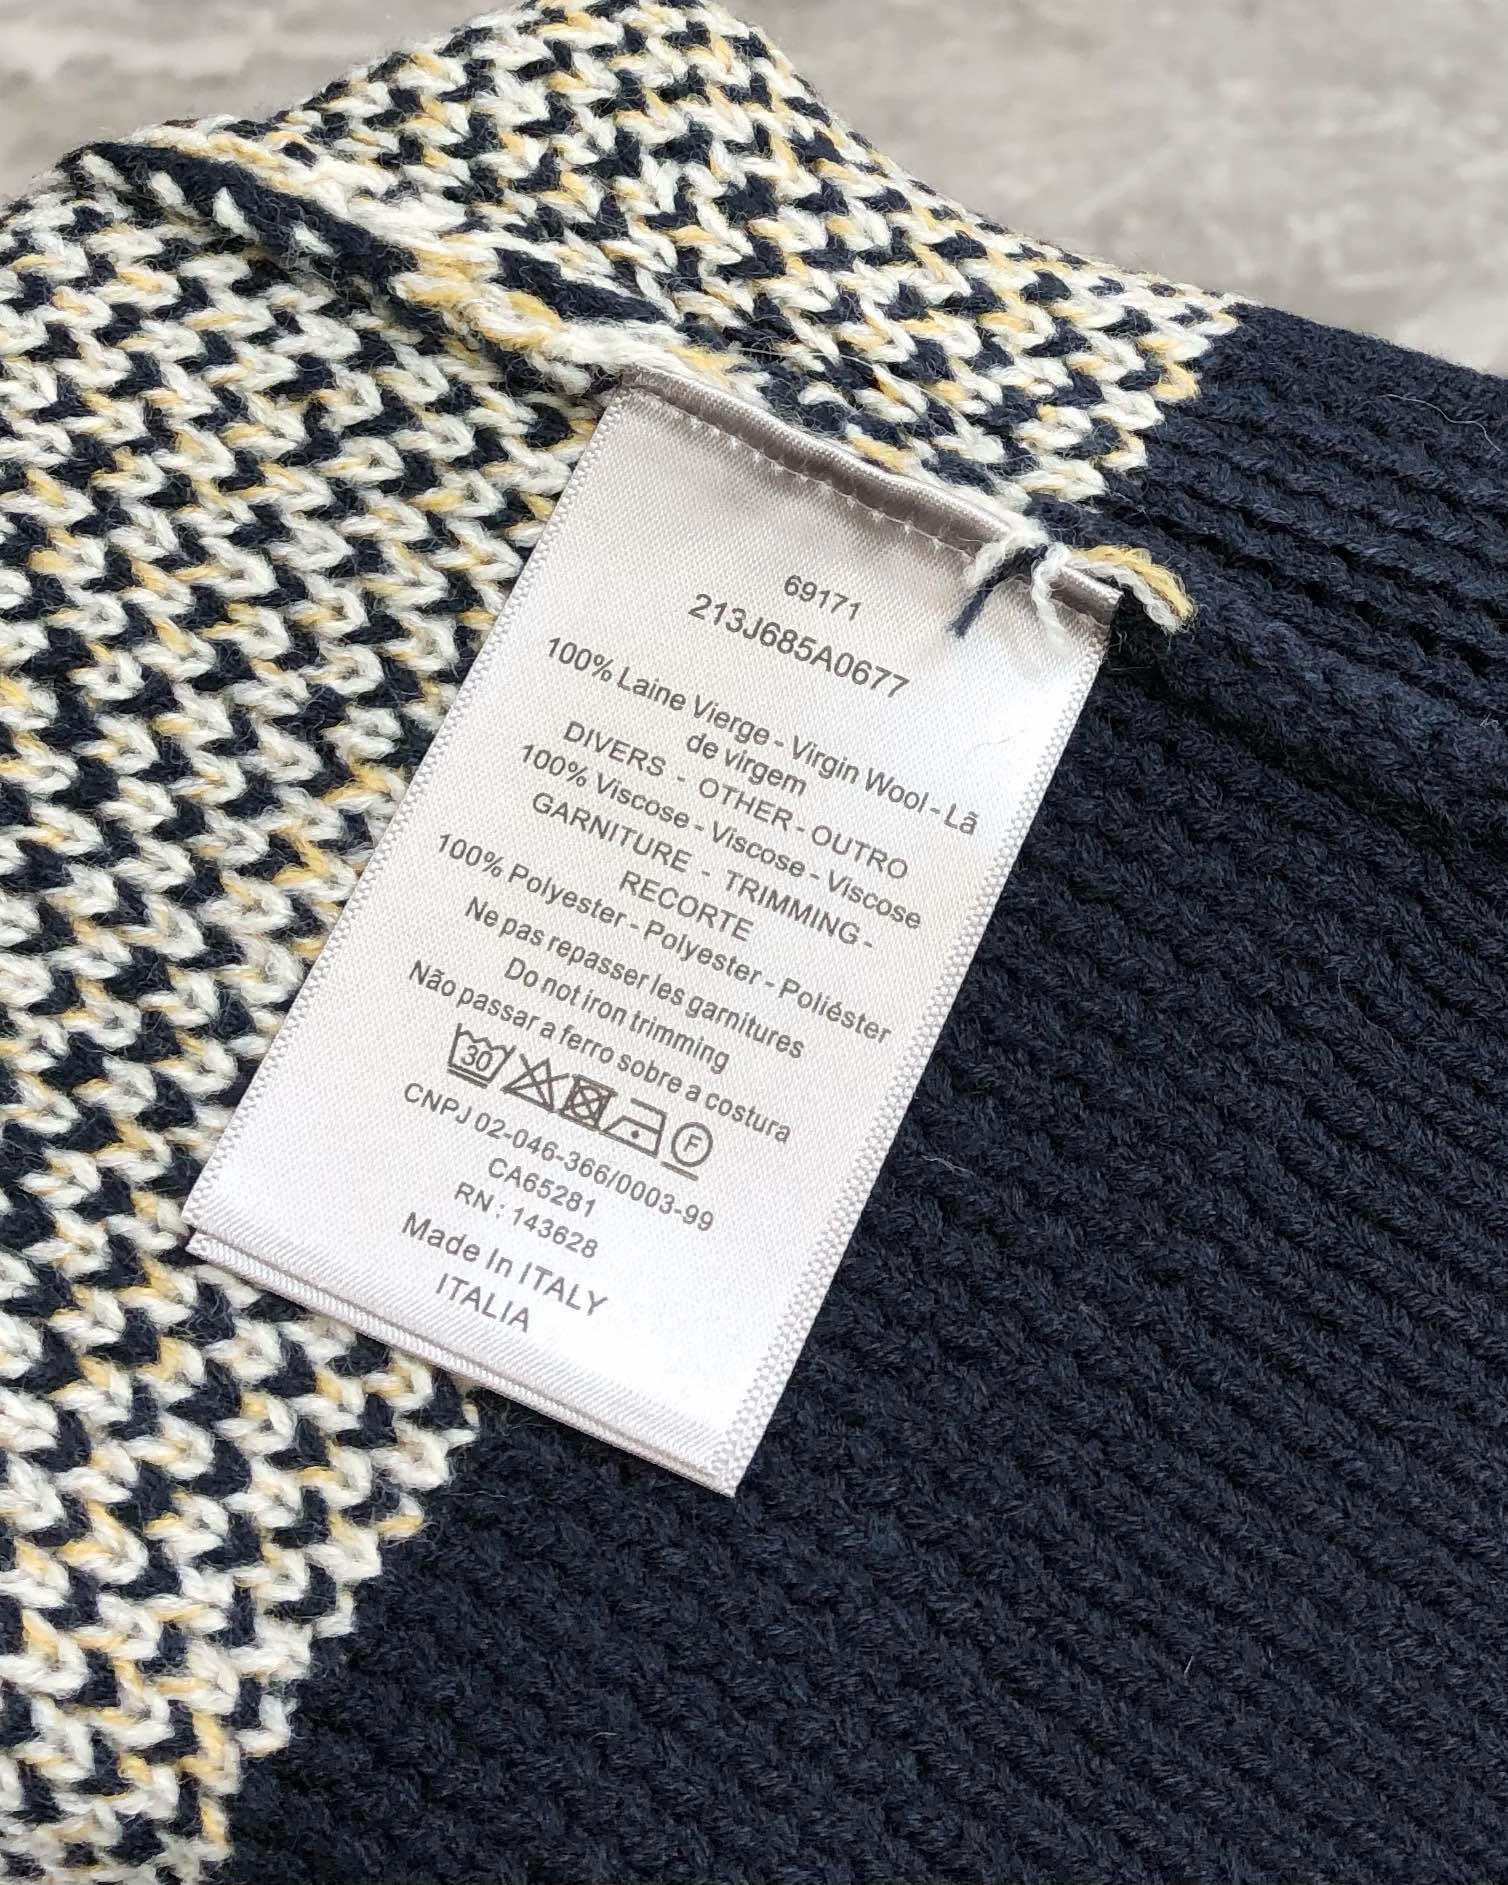 69171
213J685A0677
100% Laine Vierge - Virgin Wool - Lã
de virgem
DIVERS - OTHER - OUTRO
100% Viscose - Viscose - Viscose
GARNITURE - TRIMMING -
RECORTE
100% Polyester - Polyester - Poliéster
Ne pas repasser les garnitures
Do not iron trimming
Não passar a ferro sobre a costura
30 F
CNPJ 02-046-366/0003-99
CA65281
RN : 143628
Made In ITALY
ITALIA